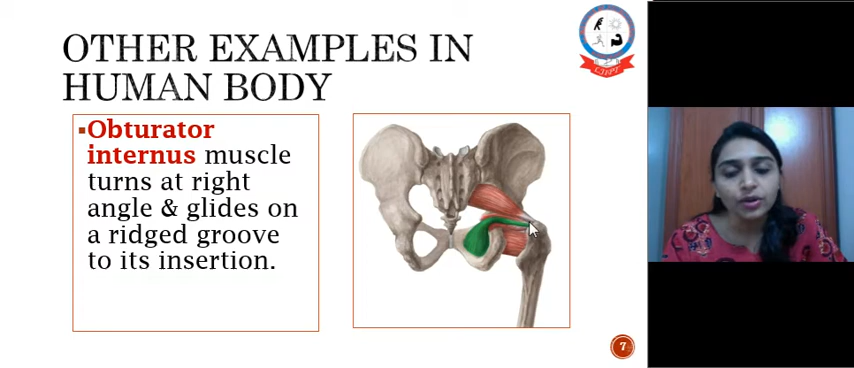 OTHER EXAMPLES IN
HUMAN BODY
▪Obturator
internus muscle
turns at right
angle & glides on
a ridged groove
to its insertion.
7